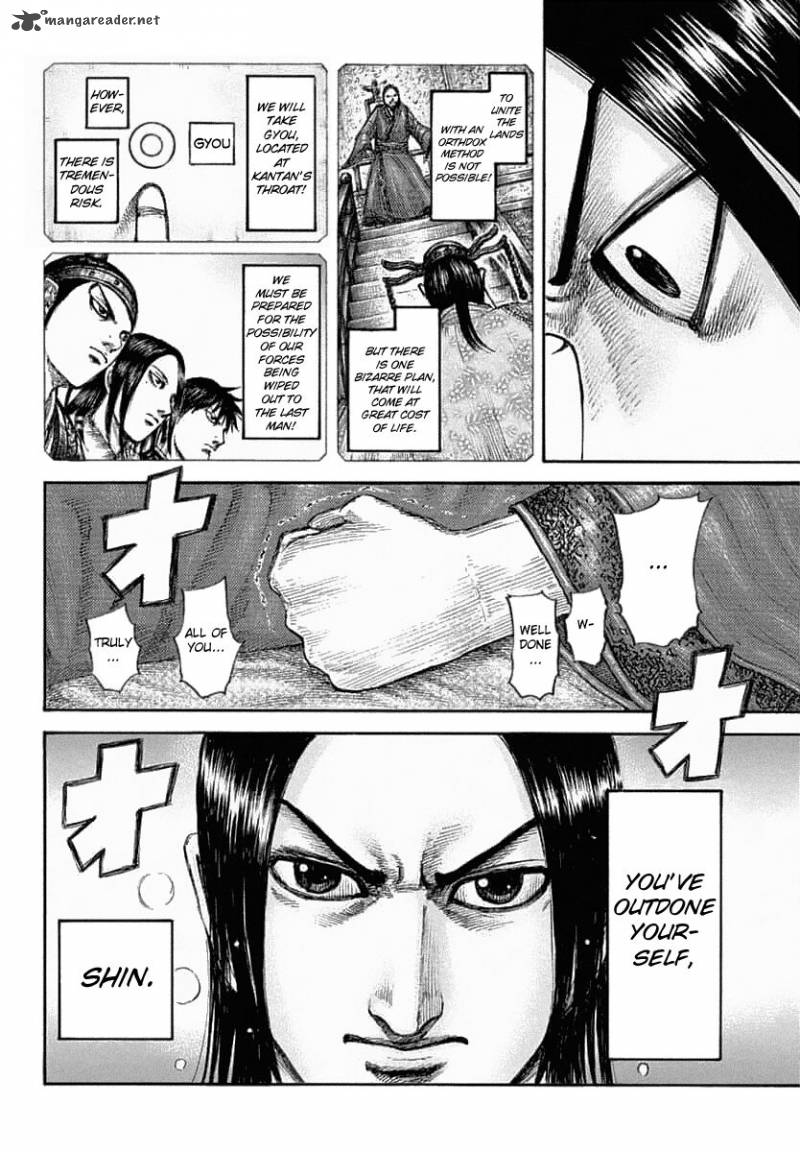 mangareader.net
TO
UNITE
THE
LANDS
WITH AN
ORTHDOX
METHOD
IS NOT
POSSIBLE!
BUT THERE
IS ONE
BIZARRE PLAN,
THAT WILL
COME AT
GREAT COST
OF LIFE.
WE WILL
TAKE
GYOU,
LOCATED
AT
KANTAN'S
THROAT!
GYOU
HOW-
EVER,
THERE IS
TREMEN-
DOUS
RISK.
WE
MUST BE
PREPARED
FOR THE
POSSIBILITY
OF OUR
FORCES
BEING
WIPED
OUT TO
THE LAST
MAN!
...
W-
WELL
DONE
...
ALL OF
YOU...
TRULY
...
オ
オ
オ
YOU'VE
OUTDONE
YOUR-
SELF,
SHIN.